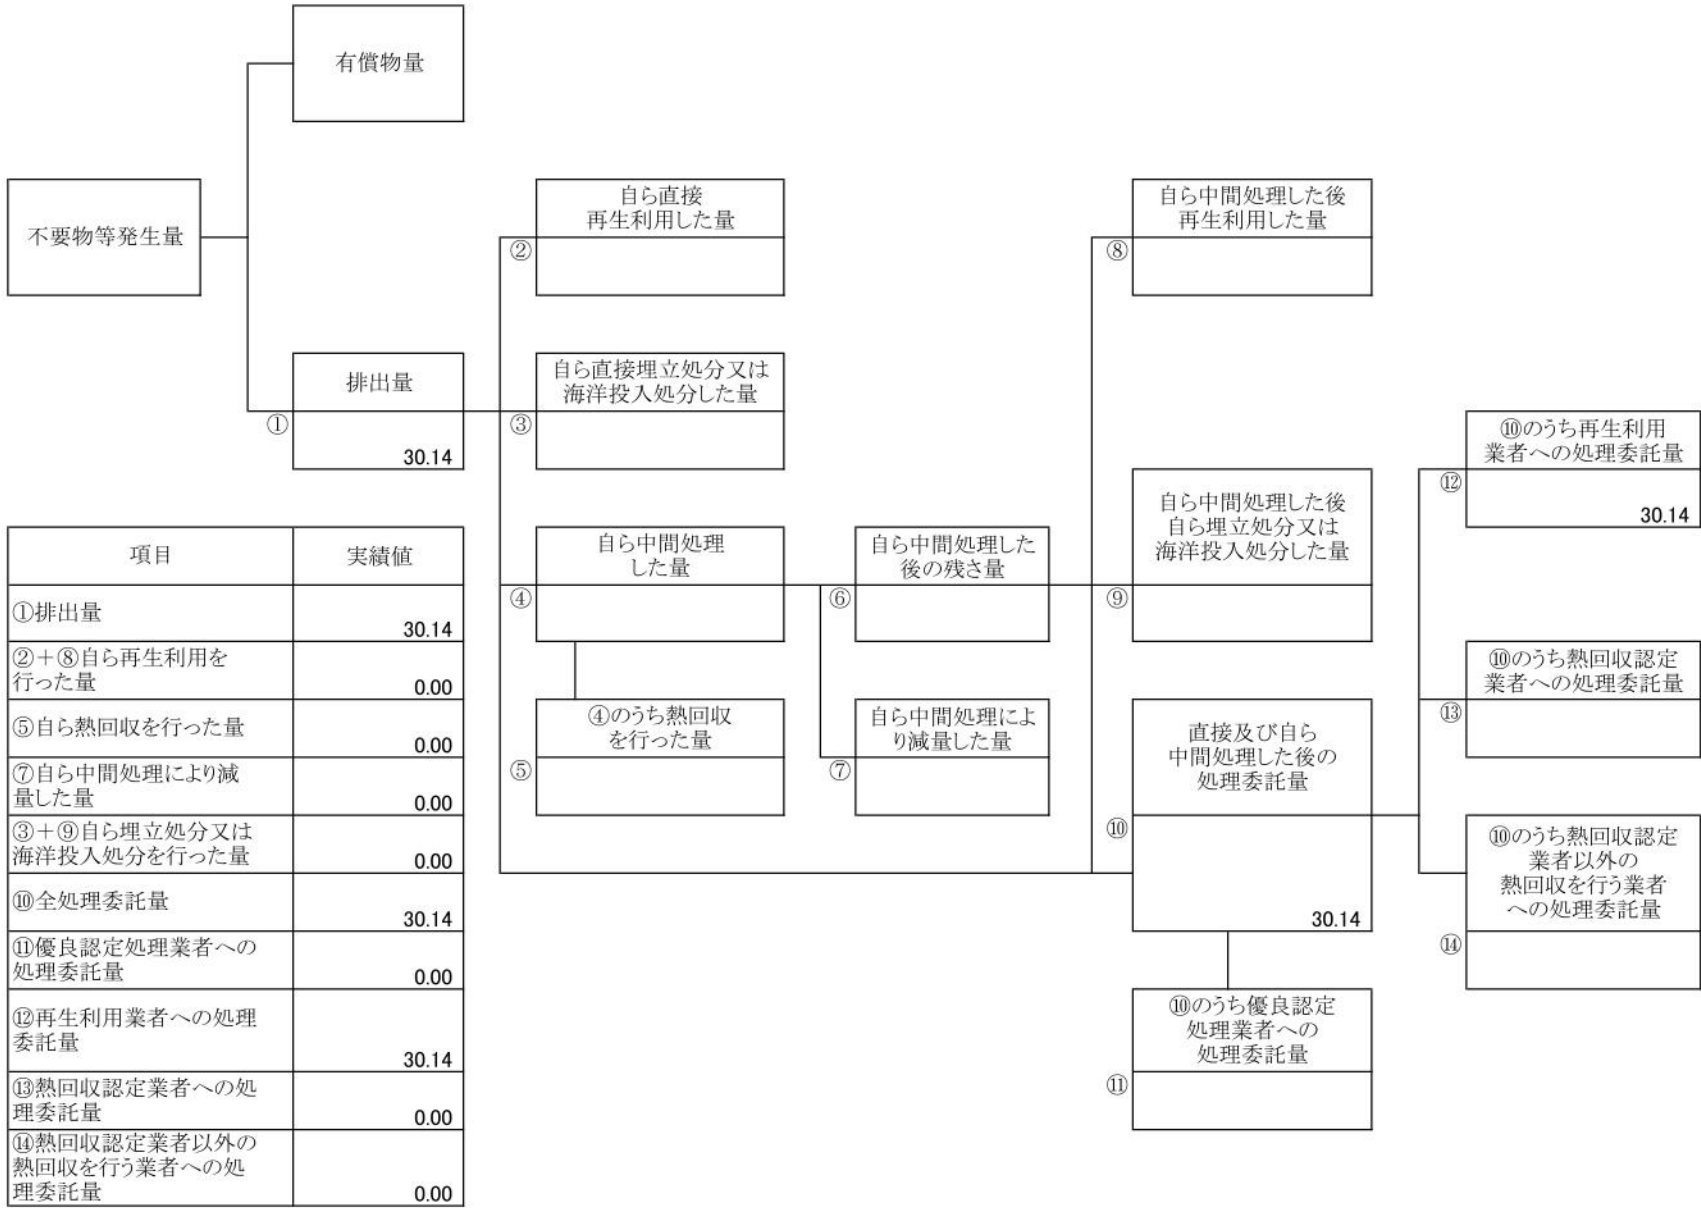 有償物量
不要物等発生量
自ら直接
再生利用した量
②
自ら中間処理した後
再生利用した量
⑧
排出量
①
30.14
自ら直接埋立処分又は
海洋投入処分した量
③
⑩のうち再生利用
業者への処理委託量
⑫
30.14
自ら中間処理した後
自ら埋立処分又は
海洋投入処分した量
⑨
自ら中間処理
した量
④
自ら中間処理した
後の残さ量
⑥
⑩のうち熱回収認定
業者への処理委託量
⑬
④のうち熱回収
を行った量
⑤
自ら中間処理によ
り減量した量
⑦
直接及び自ら
中間処理した後の
処理委託量
⑩
30.14
⑩のうち熱回収認定
業者以外の
熱回収を行う業者
への処理委託量
⑭
⑩のうち優良認定
処理業者への
処理委託量
⑪
項目
実績値
①排出量
30.14
②＋⑧自ら再生利用を
行った量
0.00
⑤自ら熱回収を行った量
0.00
⑦自ら中間処理により減
量した量
0.00
③＋⑨自ら埋立処分又は
海洋投入処分を行った量
0.00
⑩全処理委託量
30.14
⑪優良認定処理業者への
処理委託量
0.00
⑫再生利用業者への処理
委託量
30.14
⑬熱回収認定業者への処
理委託量
0.00
⑭熱回収認定業者以外の
熱回収を行う業者への処
理委託量
0.00